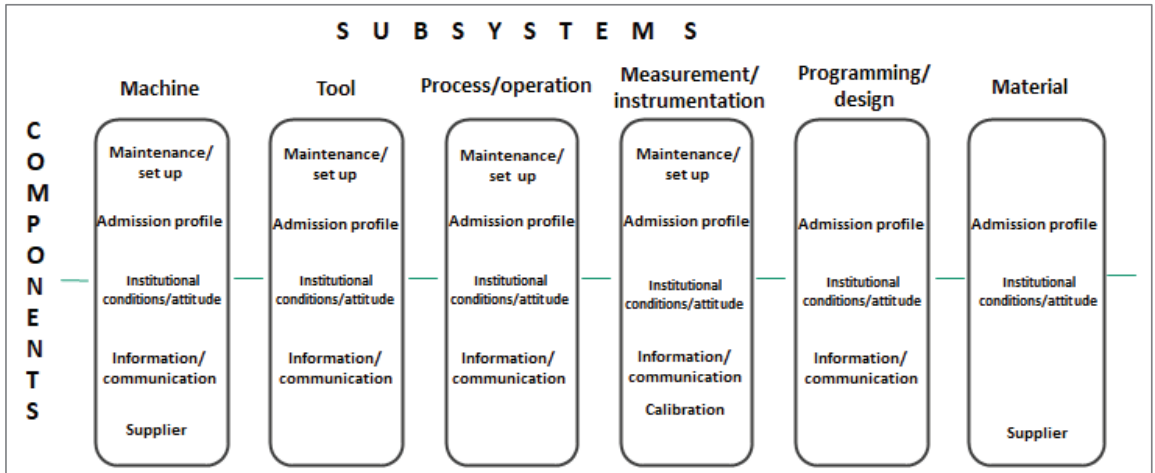 S U B S Y S T E M S
Machine
Tool
Process/operation
Measurement/
instrumentation
Programming/
design
Material
C
O
M
P
O
N
E
N
T
S
Maintenance/
set up
Admission profile
Institutional
conditions/attitude
Information/
communication
Supplier
Maintenance/
set up
Admission profile
Institutional
conditions/attitude
Information/
communication
Maintenance/
set up
Admission profile
Institutional
conditions/attitude
Information/
communication
Maintenance/
set up
Admission profile
Institutional
conditions/attitude
Information/
communication
Calibration
Admission profile
Institutional
conditions/attitude
Information/
communication
Admission profile
Institutional
conditions/attitude
Supplier